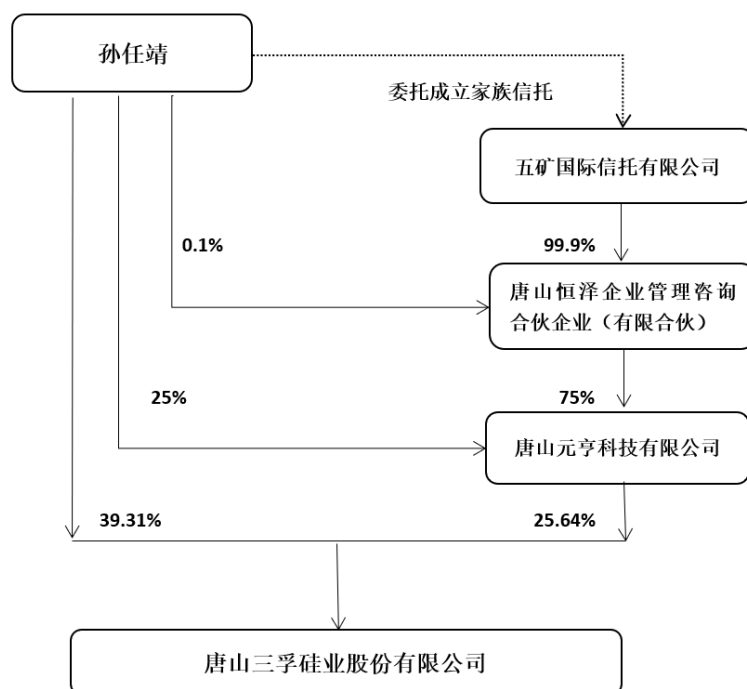 孙任靖
委托成立家族信托
五矿国际信托有限公司
0.1%
99.9%
唐山恒泽企业管理咨询
合伙企业（有限合伙）
25%
75%
唐山元亨科技有限公司
39.31%
25.64%
唐山三孚硅业股份有限公司